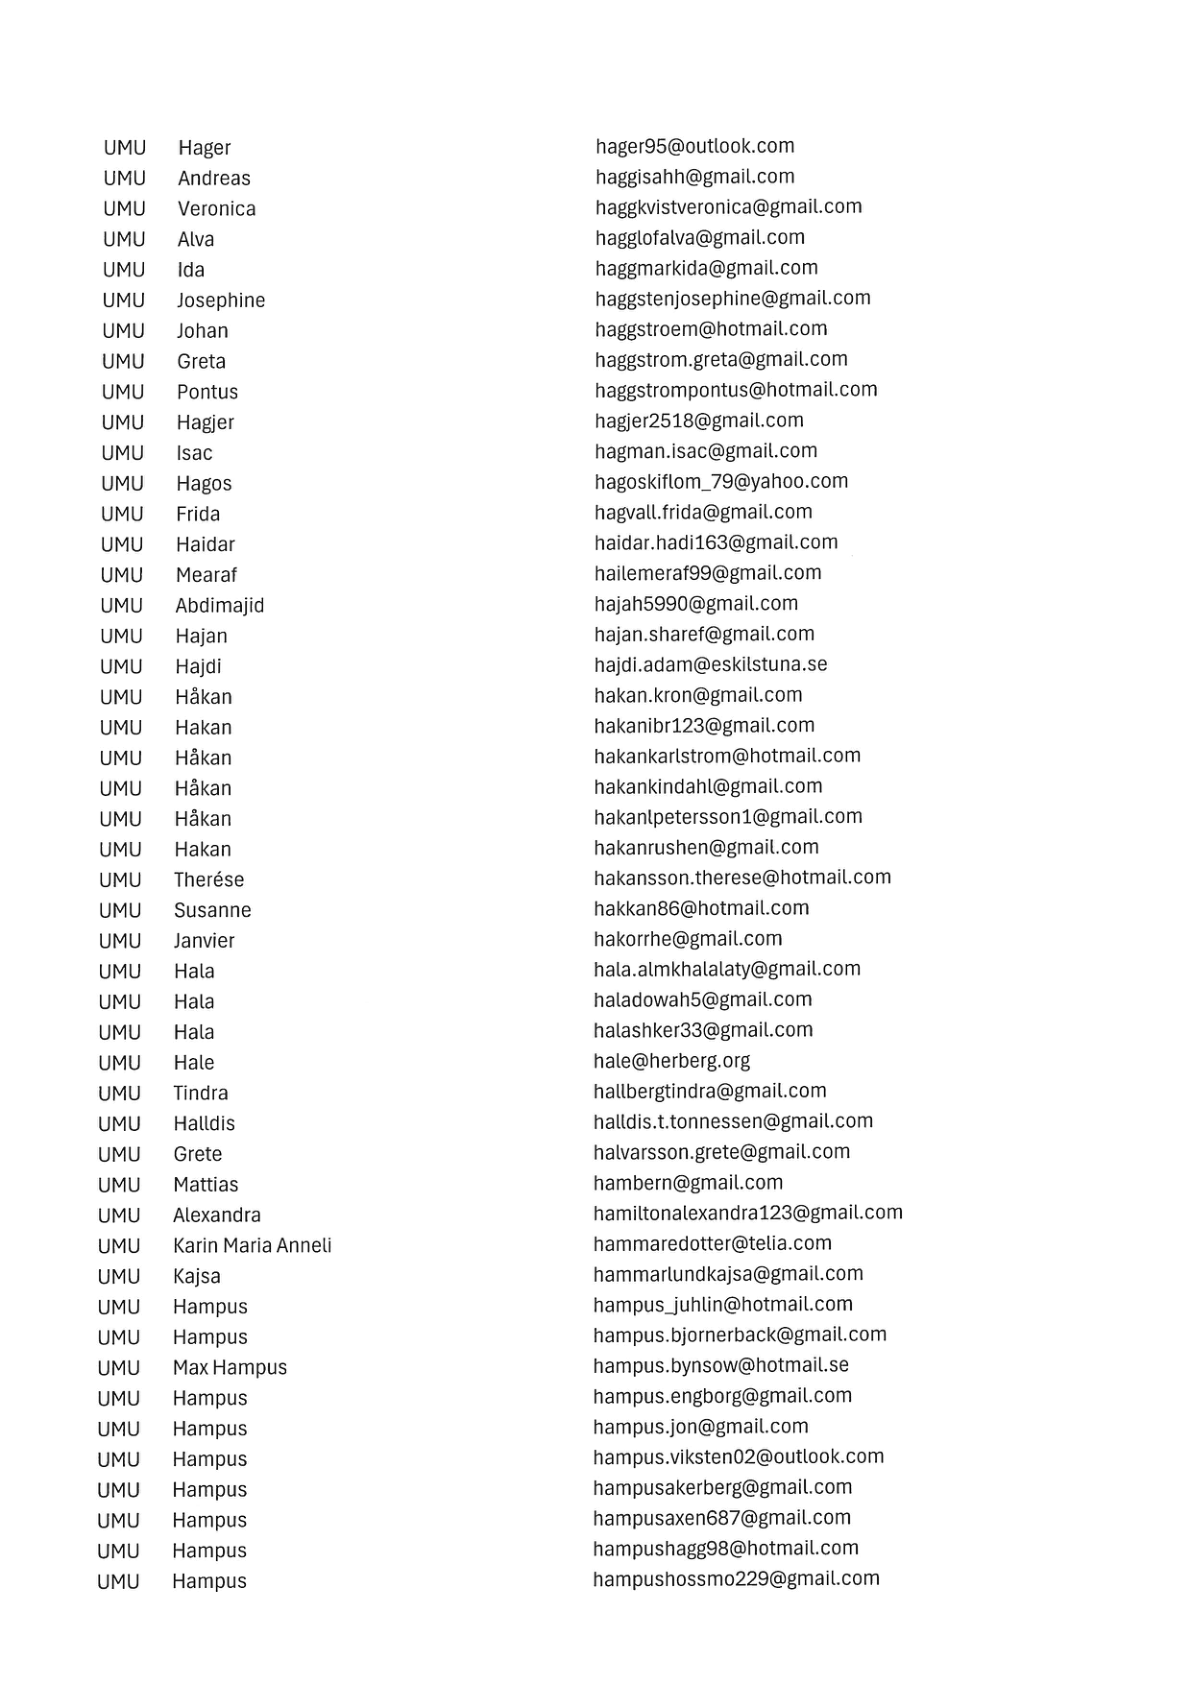 UMU Hager hager95@outlook.com
UMU Andreas haggisahh@gmail.com
UMU Veronica haggkvistveronica@gmail.com
UMU Alva hagglofalva@gmail.com
UMU Ida haggmarkida@gmail.com
UMU Josephine haggstenjosephine@gmail.com
UMU Johan haggstroem@hotmail.com
UMU Greta haggstrom.greta@gmail.com
UMU Pontus haggstrompontus@hotmail.com
UMU Hagjer hagjer2518@gmail.com
UMU Isac hagman.isac@gmail.com
UMU Hagos hagoskiflom_79@yahoo.com
UMU Frida hagvall.frida@gmail.com
UMU Haidar haidar.hadi163@gmail.com
UMU Mearaf hailemeraf99@gmail.com
UMU Abdimajid hajah5990@gmail.com
UMU Hajan hajan.sharef@gmail.com
UMU Hajdi hajdi.adam@eskilstuna.se
UMU Håkan hakan.kron@gmail.com
UMU Hakan hakanibr123@gmail.com
UMU Håkan hakankarlstrom@hotmail.com
UMU Håkan hakankindahl@gmail.com
UMU Håkan hakanlpetersson1@gmail.com
UMU Hakan hakanrushen@gmail.com
UMU Therése hakansson.therese@hotmail.com
UMU Susanne hakkan86@hotmail.com
UMU Janvier hakorrhe@gmail.com
UMU Hala hala.almkhalalaty@gmail.com
UMU Hala haladowah5@gmail.com
UMU Hala halashker33@gmail.com
UMU Hale hale@herberg.org
UMU Tindra hallbergtindra@gmail.com
UMU Halldis halldis.t.tonnessen@gmail.com
UMU Grete halvarsson.grete@gmail.com
UMU Mattias hambern@gmail.com
UMU Alexandra hamiltonalexandra123@gmail.com
UMU Karin Maria Anneli hammaredotter@telia.com
UMU Kajsa hammarlundkajsa@gmail.com
UMU Hampus hampus_juhlin@hotmail.com
UMU Hampus hampus.bjornerback@gmail.com
UMU Max Hampus hampus.bynsow@hotmail.se
UMU Hampus hampus.engborg@gmail.com
UMU Hampus hampus.jon@gmail.com
UMU Hampus hampus.viksten02@outlook.com
UMU Hampus hampusakerberg@gmail.com
UMU Hampus hampusaxen687@gmail.com
UMU Hampus hampushagg98@hotmail.com
UMU Hampus hampushossmo229@gmail.com